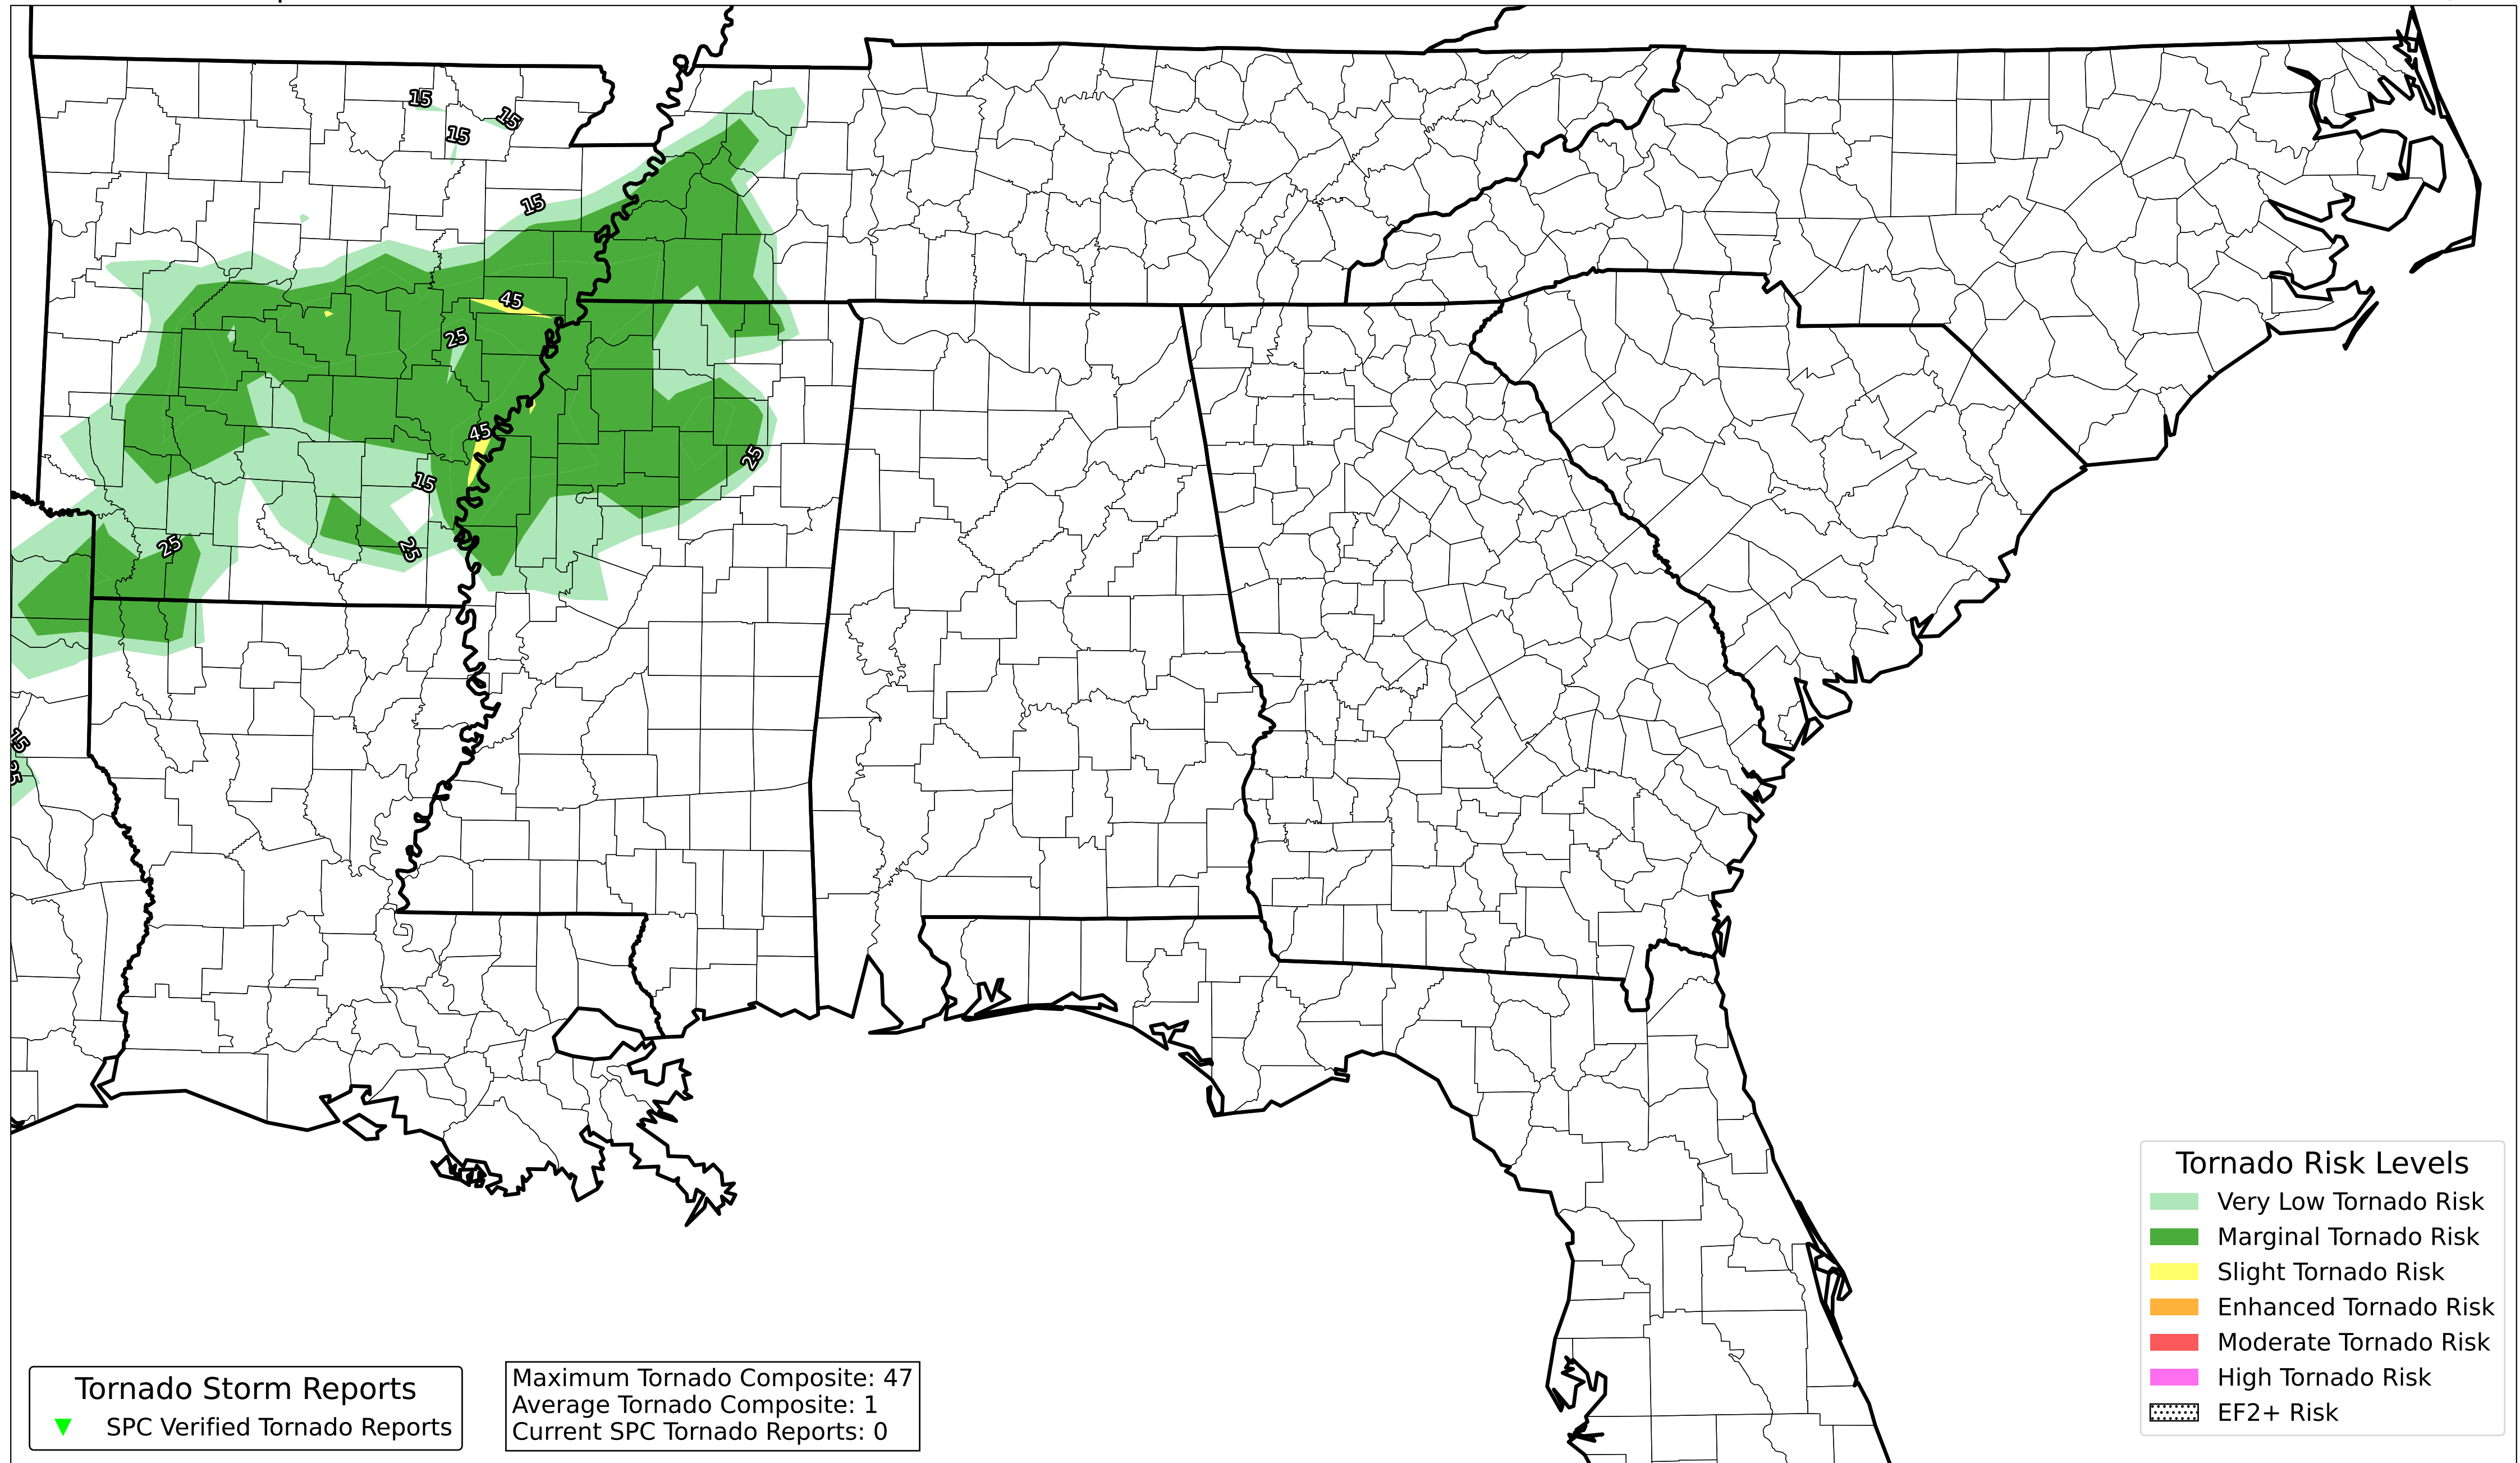 15
15
15
15
45
25
45
25
15
25
25
15
25
Tornado Risk Levels
Very Low Tornado Risk
Marginal Tornado Risk
Slight Tornado Risk
Enhanced Tornado Risk
Moderate Tornado Risk
High Tornado Risk
EF2+ Risk
Tornado Storm Reports
SPC Verified Tornado Reports
Maximum Tornado Composite: 47
Average Tornado Composite: 1
Current SPC Tornado Reports: 0